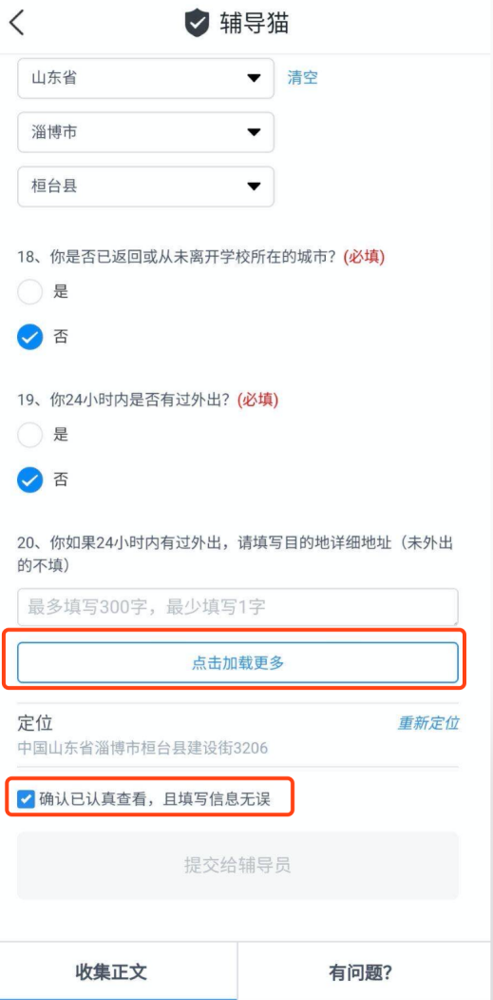 辅导猫
山东省
清空
淄博市
桓台县
18、你是否已返回或从未离开学校所在的城市？(必填)
是
否
19、你24小时内是否有过外出？(必填)
是
否
20、你如果24小时内有过外出，请填写目的地详细地址（未外出
的不填）
最多填写300字，最少填写1字
点击加载更多
定位
重新定位
中国山东省淄博市桓台县建设街3206
确认已认真查看，且填写信息无误
提交给辅导员
收集正文
有问题?